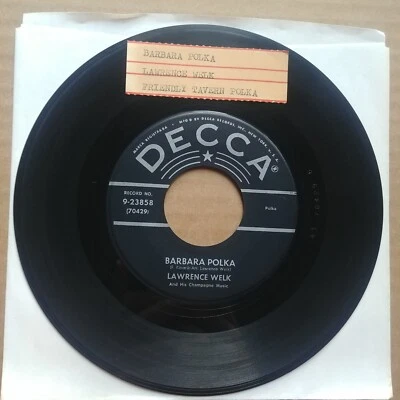 BARBARA POLKA
LAWRENCE WELK
FRIENDLY TAVERN POLKA
DECCA
RECORD NO.
9-23858
(70429)
Polka
BARBARA POLKA
LAWRENCE WELK
And His Champagne Music